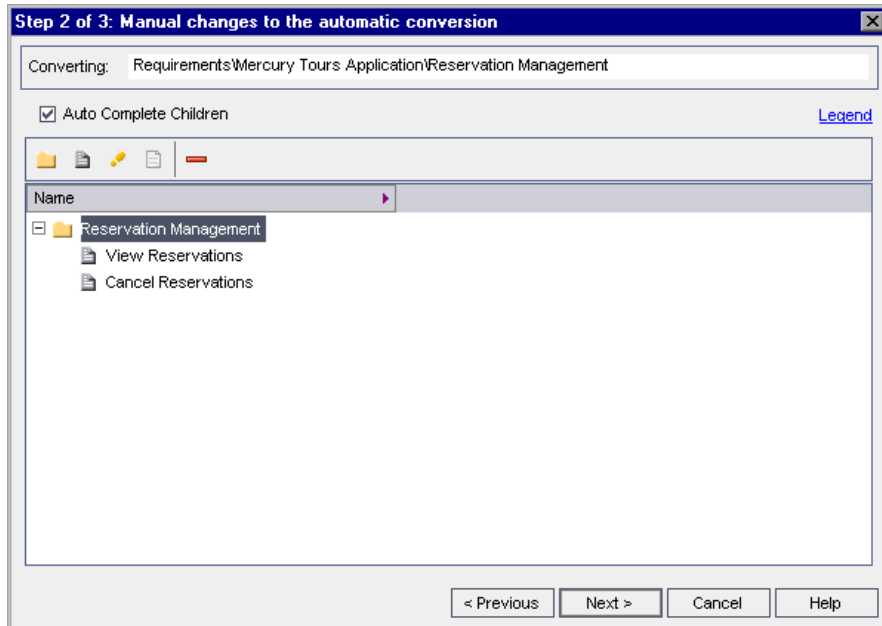 Step 2 of 3: Manual changes to the automatic conversion
Converting: Requirements\Mercury Tours Application\Reservation Management
Auto Complete Children
Legend
Name
Reservation Management
View Reservations
Cancel Reservations
< Previous Next > Cancel Help